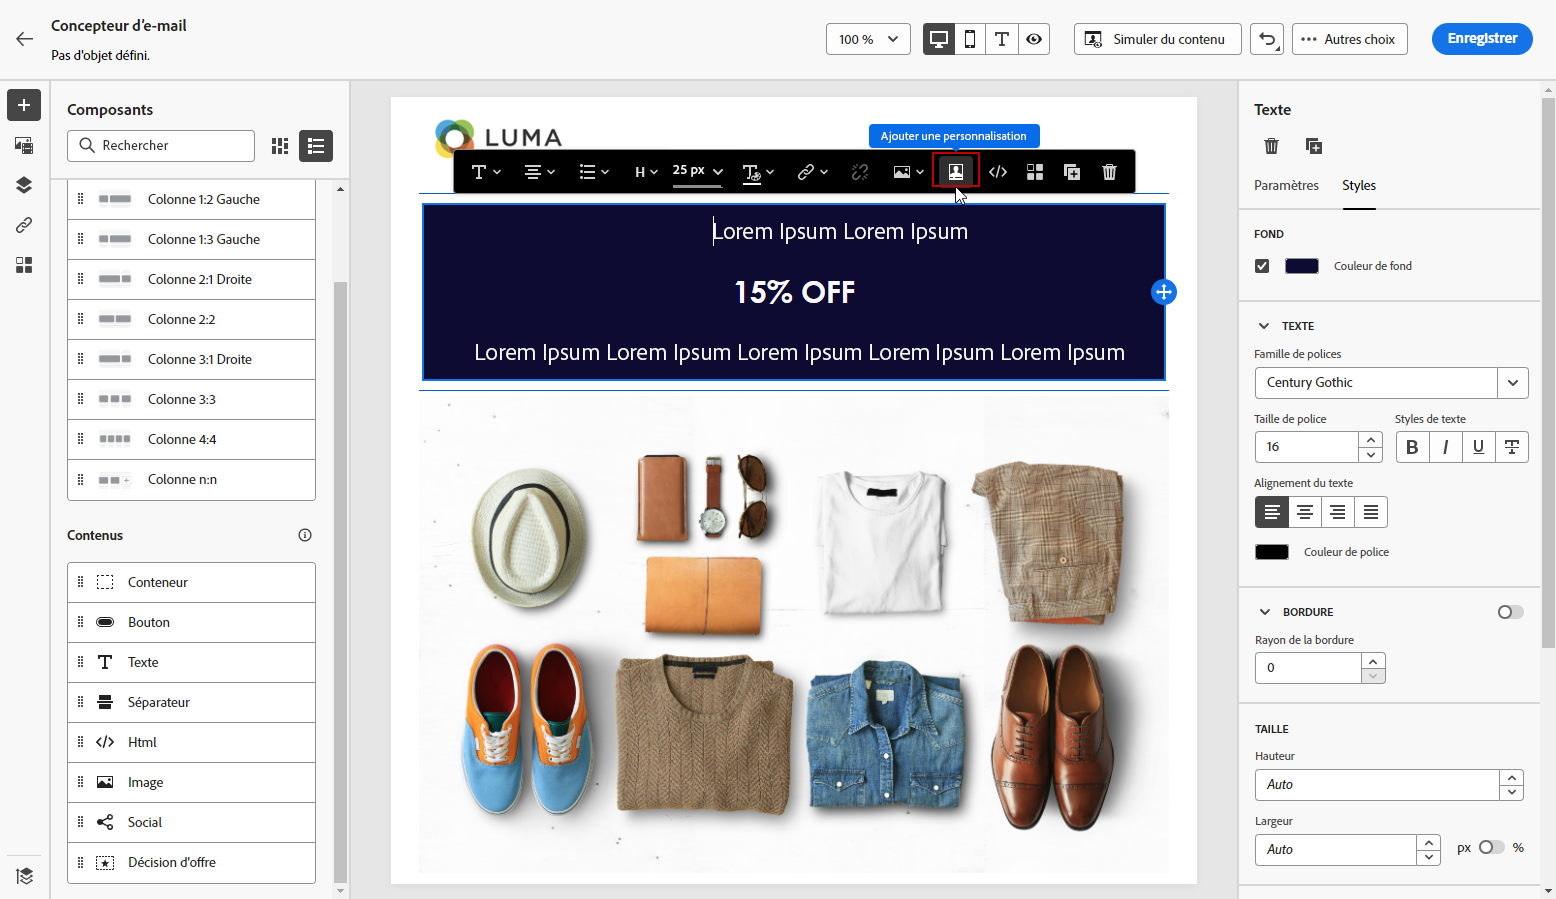 Concepteur d'e-mail
Pas d'objet défini.
100 %
Simuler du contenu
Autres choix
Enregistrer
Composants
Rechercher
Colonne 1:2 Gauche
Colonne 1:3 Gauche
Colonne 2:1 Droite
Colonne 2:2
Colonne 3:1 Droite
Colonne 3:3
Colonne 4:4
Colonne n:n
Contenus
Conteneur
Bouton
Texte
Séparateur
Html
Image
Social
Décision d'offre
LUMA
Ajouter une personnalisation
H
25 px
Lorem Ipsum Lorem Ipsum
15% OFF
Lorem Ipsum Lorem Ipsum Lorem Ipsum Lorem Ipsum Lorem Ipsum
Texte
Paramètres
Styles
FOND
Couleur de fond
TEXTE
Famille de polices
Century Gothic
Taille de police
Styles de texte
16
B I U T
Alignement du texte
Couleur de police
BORDURE
Rayon de la bordure
0
TAILLE
Hauteur
Auto
Largeur
Auto
px
%